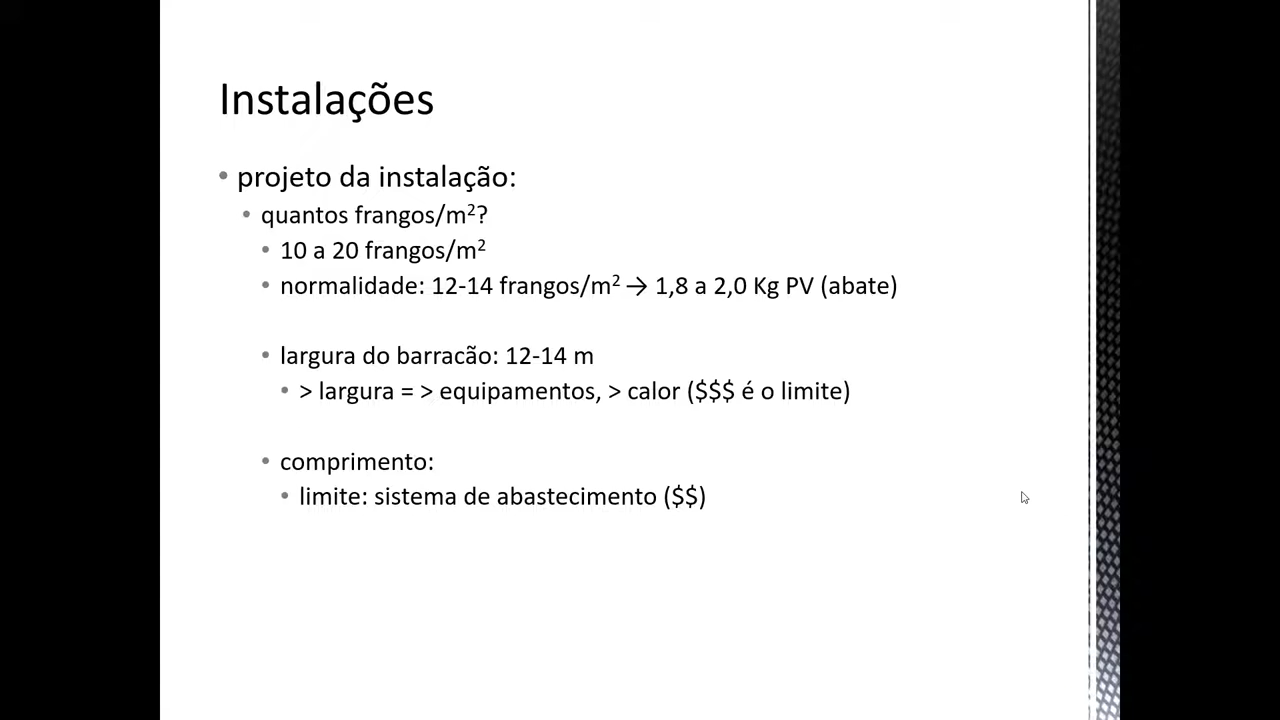 Instalações
• projeto da instalação:
• quantos frangos/m²?
• 10 a 20 frangos/m²
• normalidade: 12-14 frangos/m² → 1,8 a 2,0 Kg PV (abate)
• largura do barracão: 12-14 m
• > largura = > equipamentos, > calor ($$$ é o limite)
• comprimento:
• limite: sistema de abastecimento ($$)